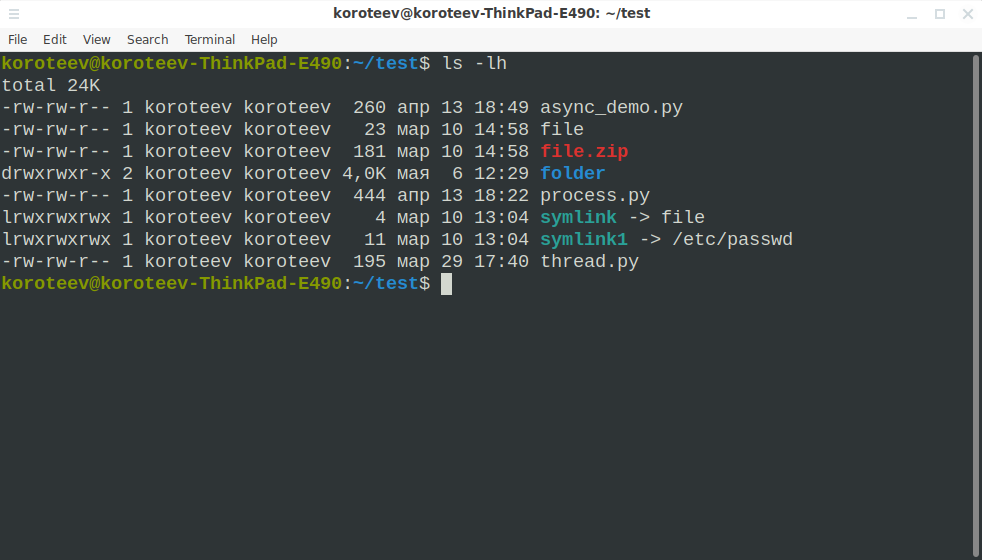 koroteev@koroteev-ThinkPad-E490: ~/test
File Edit View Search Terminal Help
koroteev@koroteev-ThinkPad-E490:~/test$ ls -lh
total 24K
-rw-rw-r-- 1 koroteev koroteev  260 апр 13 18:49 async_demo.py
-rw-rw-r-- 1 koroteev koroteev   23 мар 10 14:58 file
-rw-rw-r-- 1 koroteev koroteev  181 мар 10 14:58 file.zip
drwxrwxr-x 2 koroteev koroteev 4,0K мая  6 12:29 folder
-rw-rw-r-- 1 koroteev koroteev  444 апр 13 18:22 process.py
lrwxrwxrwx 1 koroteev koroteev    4 мар 10 13:04 symlink -> file
lrwxrwxrwx 1 koroteev koroteev   11 мар 10 13:04 symlink1 -> /etc/passwd
-rw-rw-r-- 1 koroteev koroteev  195 мар 29 17:40 thread.py
koroteev@koroteev-ThinkPad-E490:~/test$